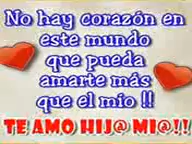 No hay corazón en
este mundo
que pueda
amarte más
que el mio !!
TE AMO HIJ@ MI@!!